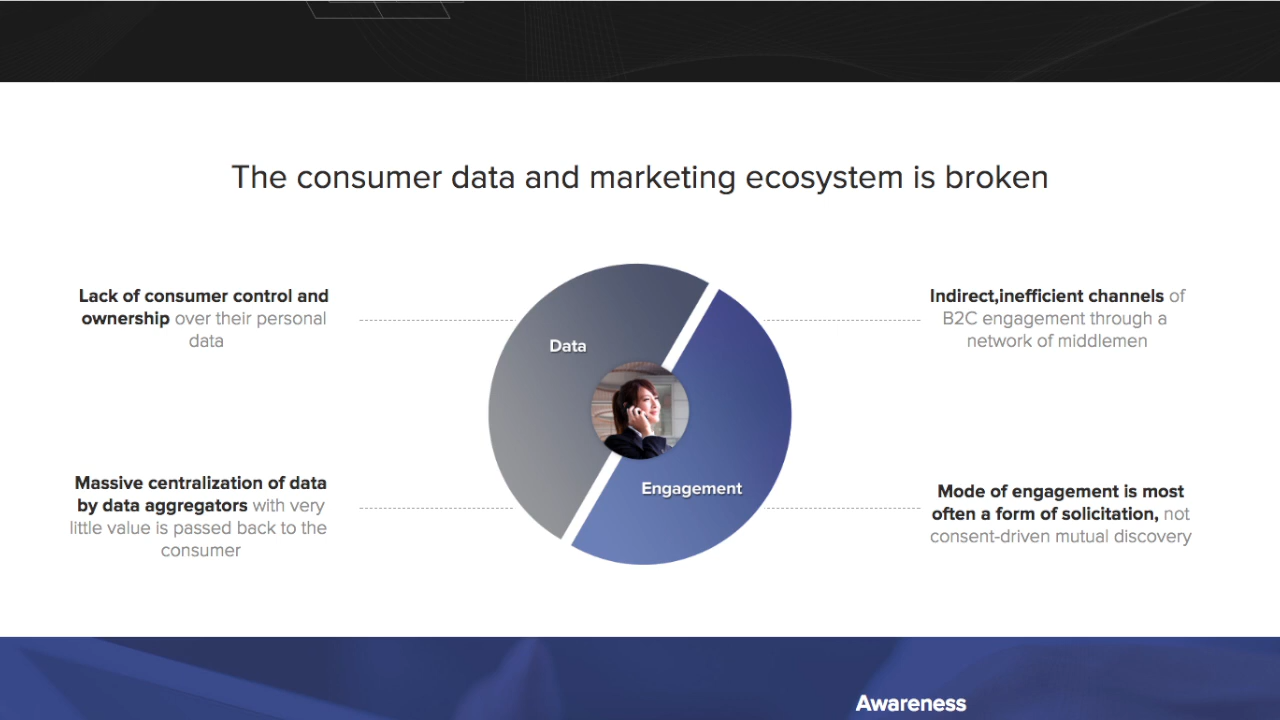 The consumer data and marketing ecosystem is broken
Lack of consumer control and
ownership over their personal
data
Massive centralization of data
by data aggregators with very
little value is passed back to the
consumer
Data
Engagement
Indirect,inefficient channels of
B2C engagement through a
network of middlemen
Mode of engagement is most
often a form of solicitation, not
consent-driven mutual discovery
Awareness